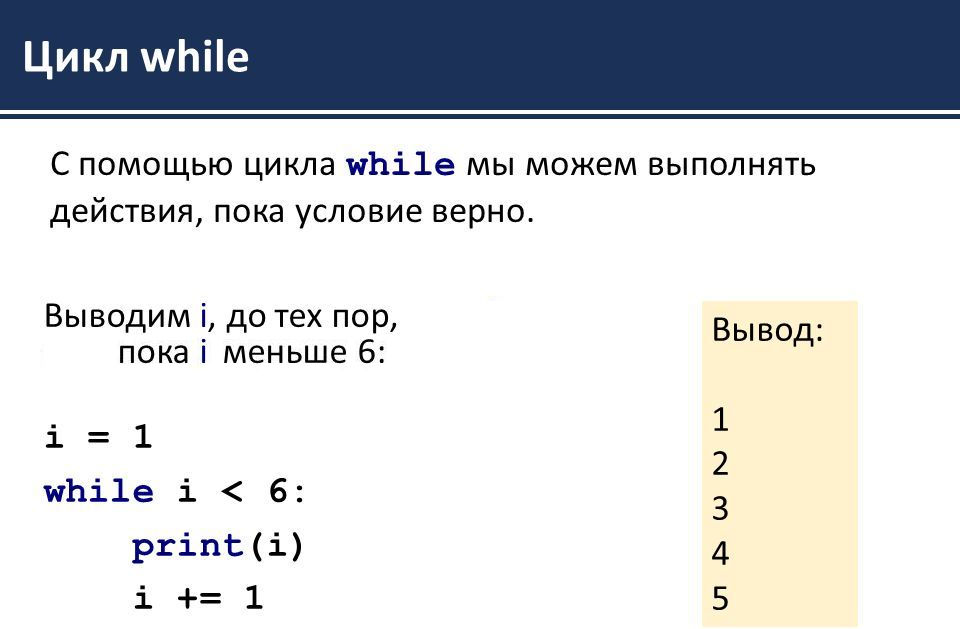 Цикл while
С помощью цикла while мы можем выполнять
действия, пока условие верно.
Выводим i, до тех пор,
пока i меньше 6:
i = 1
while i < 6:
    print(i)
    i += 1
Вывод:
1
2
3
4
5